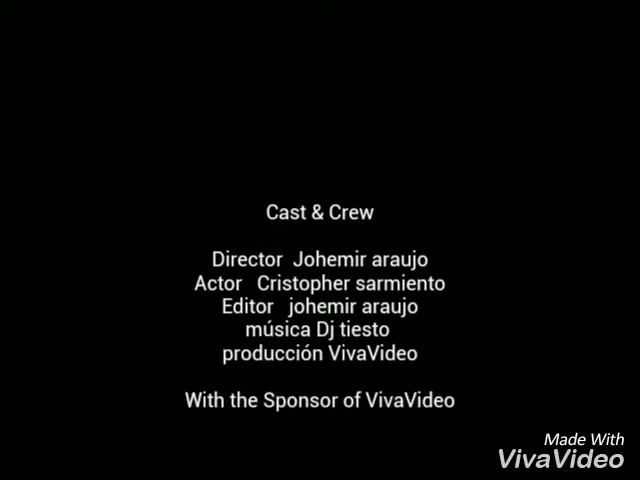 Cast & Crew
Director Johemir araujo
Actor Cristopher sarmiento
Editor johemir araujo
música Dj tiesto
producción VivaVideo
With the Sponsor of VivaVideo
Made With
VivaVideo